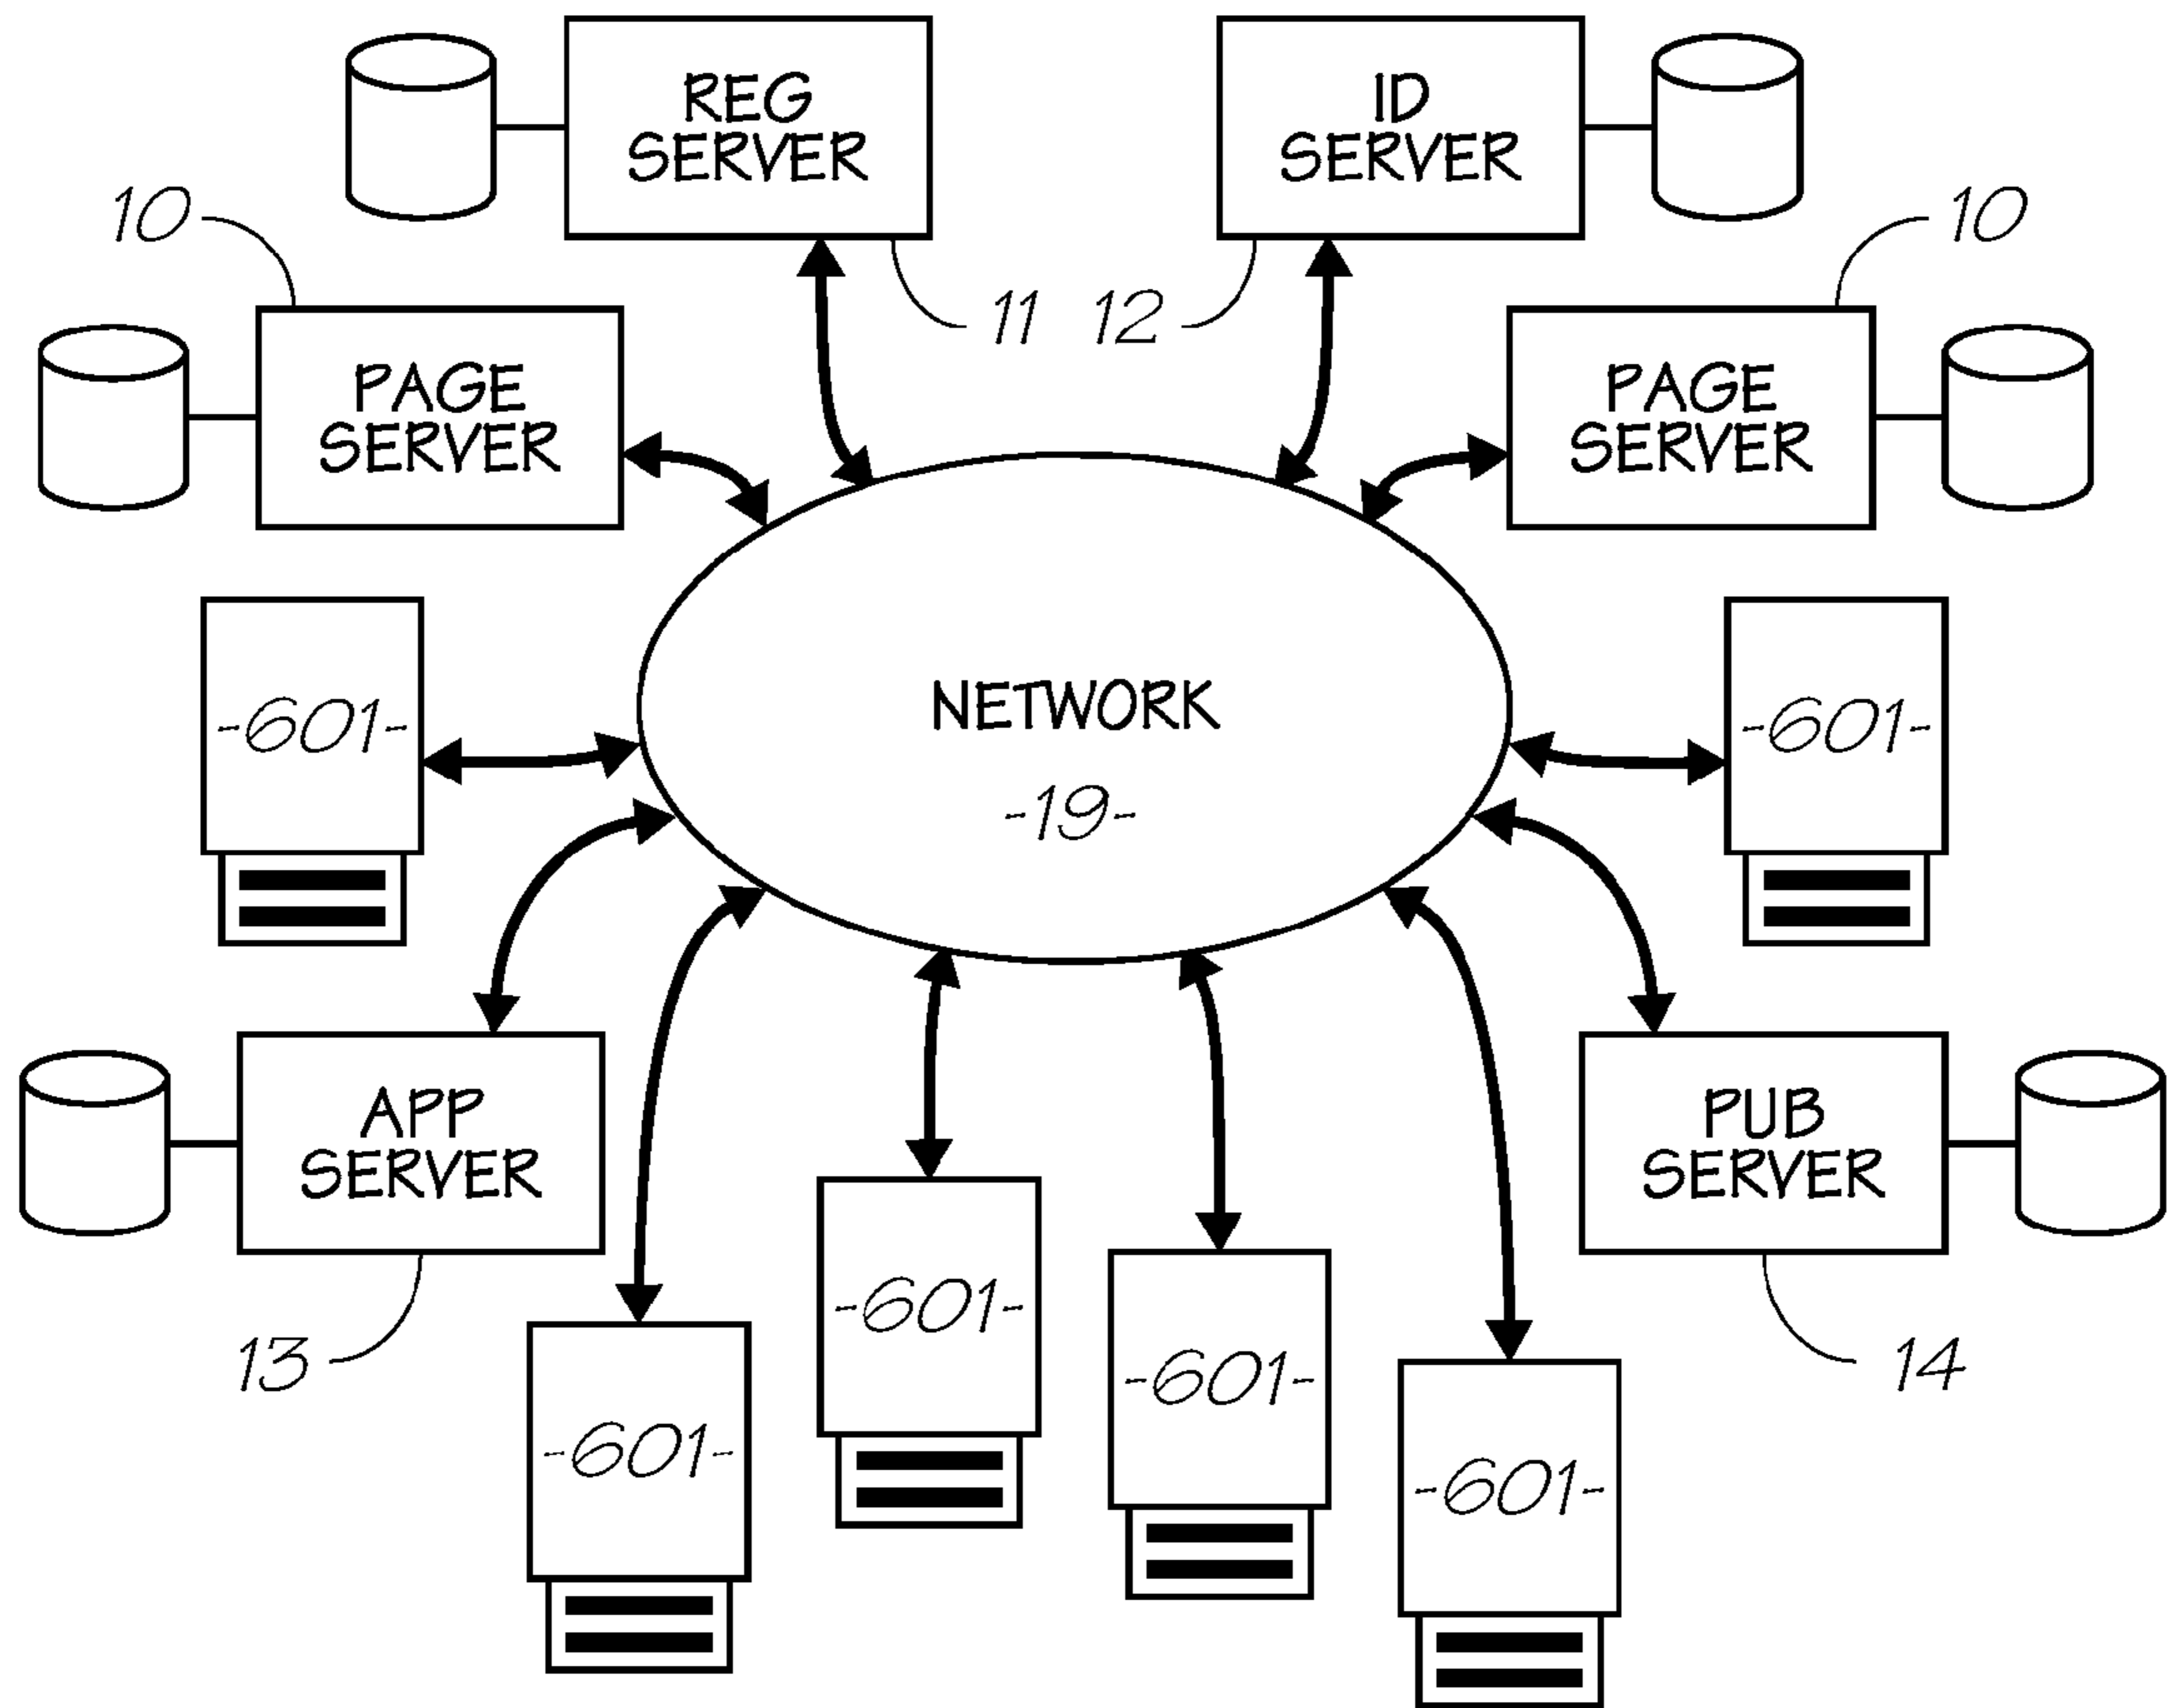 REG
SERVER
ID
SERVER
10
10
11
12
PAGE
SERVER
PAGE
SERVER
-601-
NETWORK
-19-
-601-
APP
SERVER
PUB
SERVER
13
-601-
-601-
-601-
-601-
14